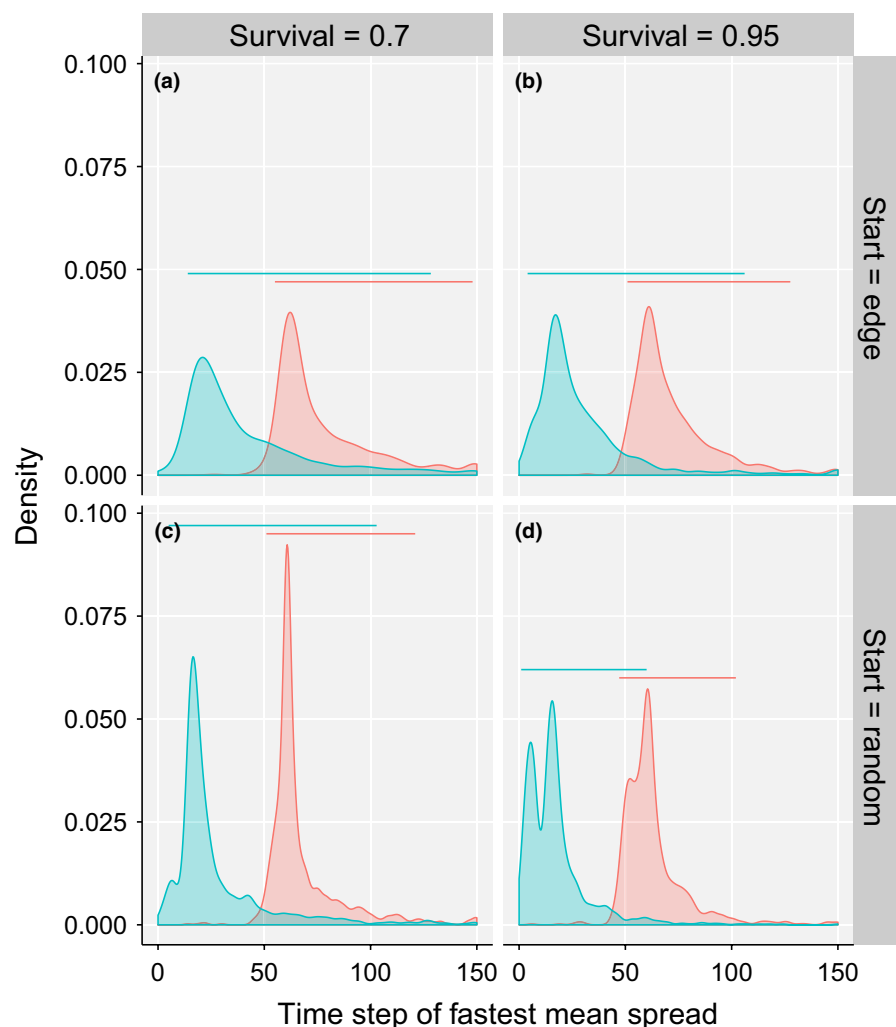 Survival = 0.7
Survival = 0.95
(a)
(b)
0.100
0.075
0.050
0.025
0.000
Start = edge
Density
(c)
(d)
0.100
0.075
0.050
0.025
0.000
Start = random
0 50 100 150
0 50 100 150
Time step of fastest mean spread